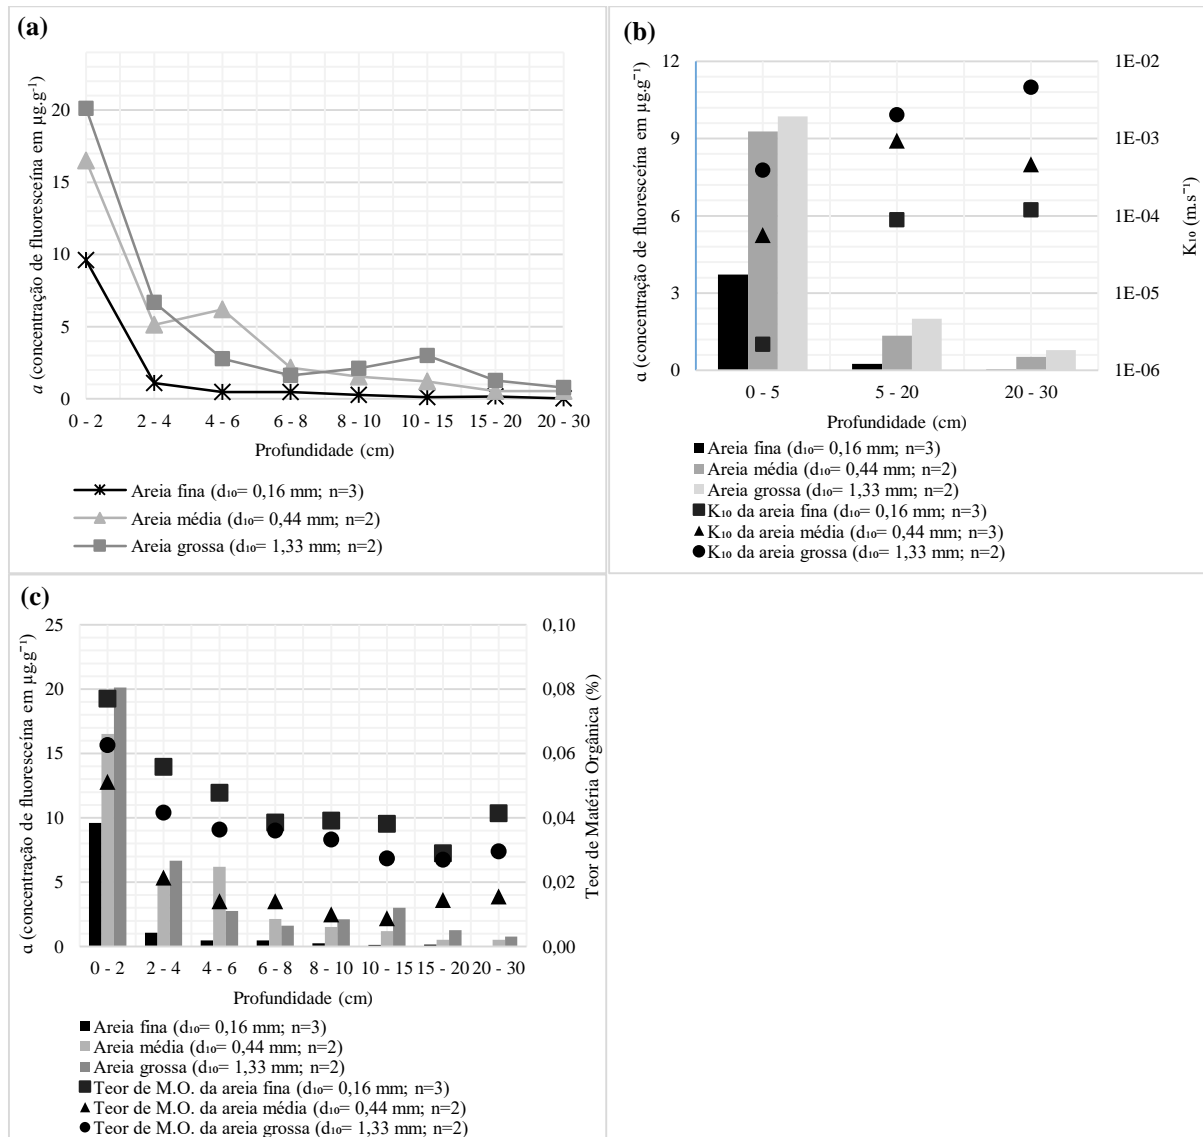 (a)
a (concentração de fluoresceína em µg.g⁻¹)
20
15
10
5
0
0 - 2 2 - 4 4 - 6 6 - 8 8 - 10 10 - 15 15 - 20 20 - 30
Profundidade (cm)
Areia fina (d₁₀= 0,16 mm; n=3)
Areia média (d₁₀= 0,44 mm; n=2)
Areia grossa (d₁₀= 1,33 mm; n=2)
(b)
α (concentração de fluoresceína em µg.g⁻¹)
12
9
6
3
0
1E-02
1E-03
1E-04
1E-05
1E-06
K₁₀ (m.s⁻¹)
0 - 5 5 - 20 20 - 30
Profundidade (cm)
Areia fina (d₁₀= 0,16 mm; n=3)
Areia média (d₁₀= 0,44 mm; n=2)
Areia grossa (d₁₀= 1,33 mm; n=2)
K₁₀ da areia fina (d₁₀= 0,16 mm; n=3)
K₁₀ da areia média (d₁₀= 0,44 mm; n=3)
K₁₀ da areia grossa (d₁₀= 1,33 mm; n=2)
(c)
α (concentração de fluoresceína em µg.g⁻¹)
25
20
15
10
5
0
0,10
0,08
0,06
0,04
0,02
0,00
Teor de Matéria Orgânica (%)
0 - 2 2 - 4 4 - 6 6 - 8 8 - 10 10 - 15 15 - 20 20 - 30
Profundidade (cm)
Areia fina (d₁₀= 0,16 mm; n=3)
Areia média (d₁₀= 0,44 mm; n=2)
Areia grossa (d₁₀= 1,33 mm; n=2)
Teor de M.O. da areia fina (d₁₀= 0,16 mm; n=3)
Teor de M.O. da areia média (d₁₀= 0,44 mm; n=2)
Teor de M.O. da areia grossa (d₁₀= 1,33 mm; n=2)